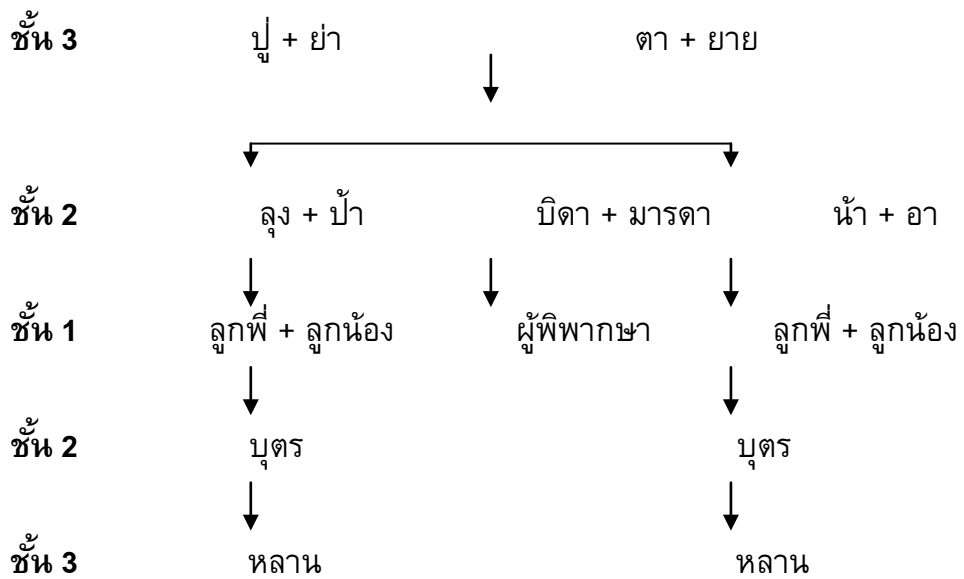 ชั้น 3 ปู่ + ย่า ตา + ยาย
ชั้น 2 ลุง + ป้า บิดา + มารดา น้า + อา
ชั้น 1 ลูกพี่ + ลูกน้อง ผู้พิพากษา ลูกพี่ + ลูกน้อง
ชั้น 2 บุตร บุตร
ชั้น 3 หลาน หลาน